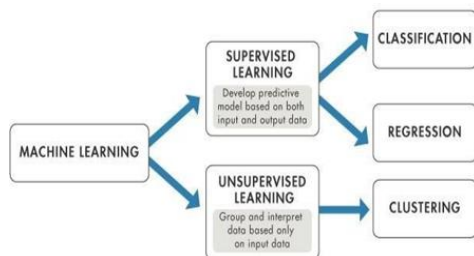 MACHINE LEARNING
SUPERVISED
LEARNING
Develop predictive
model based on both
input and output data
CLASSIFICATION
REGRESSION
UNSUPERVISED
LEARNING
Group and interpret
data based only
on input data
CLUSTERING